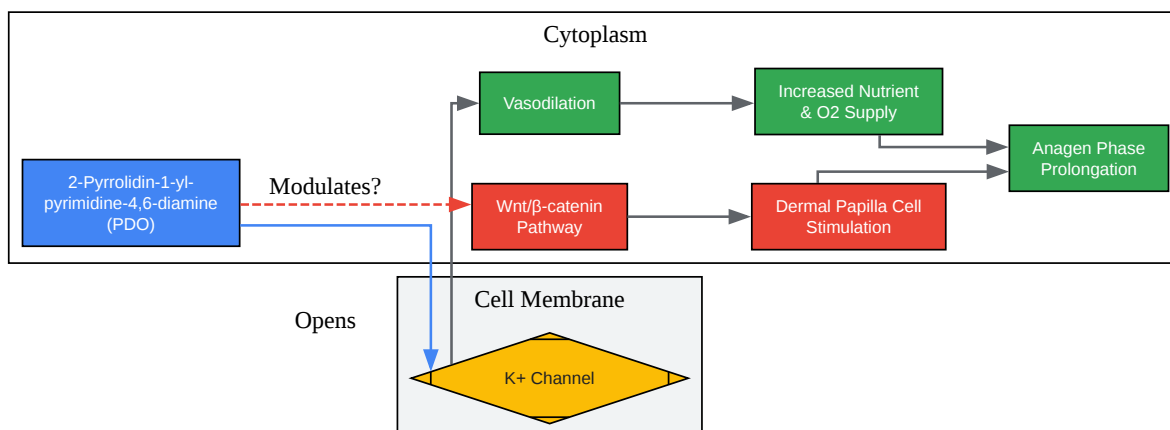 Cytoplasm
Vasodilation
Increased Nutrient
& O2 Supply
Anagen Phase
Prolongation
2-Pyrrolidin-1-yl-
pyrimidine-4,6-diamine
(PDO)
Modulates?
Wnt/β-catenin
Pathway
Dermal Papilla Cell
Stimulation
Opens
Cell Membrane
K+ Channel